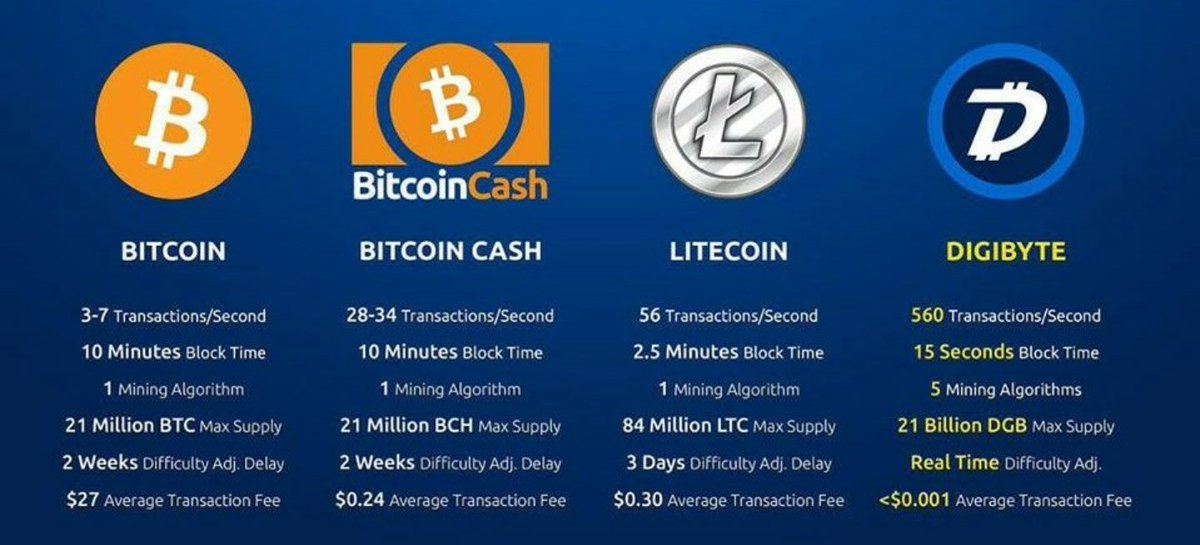 BitcoinCash
BITCOIN
3-7 Transactions/Second
10 Minutes Block Time
1 Mining Algorithm
21 Million BTC Max Supply
2 Weeks Difficulty Adj. Delay
$27 Average Transaction Fee
BITCOIN CASH
28-34 Transactions/Second
10 Minutes Block Time
1 Mining Algorithm
21 Million BCH Max Supply
2 Weeks Difficulty Adj. Delay
$0.24 Average Transaction Fee
LITECOIN
56 Transactions/Second
2.5 Minutes Block Time
1 Mining Algorithm
84 Million LTC Max Supply
3 Days Difficulty Adj. Delay
$0.30 Average Transaction Fee
DIGIBYTE
560 Transactions/Second
15 Seconds Block Time
5 Mining Algorithms
21 Billion DGB Max Supply
Real Time Difficulty Adj.
<$0.001 Average Transaction Fee